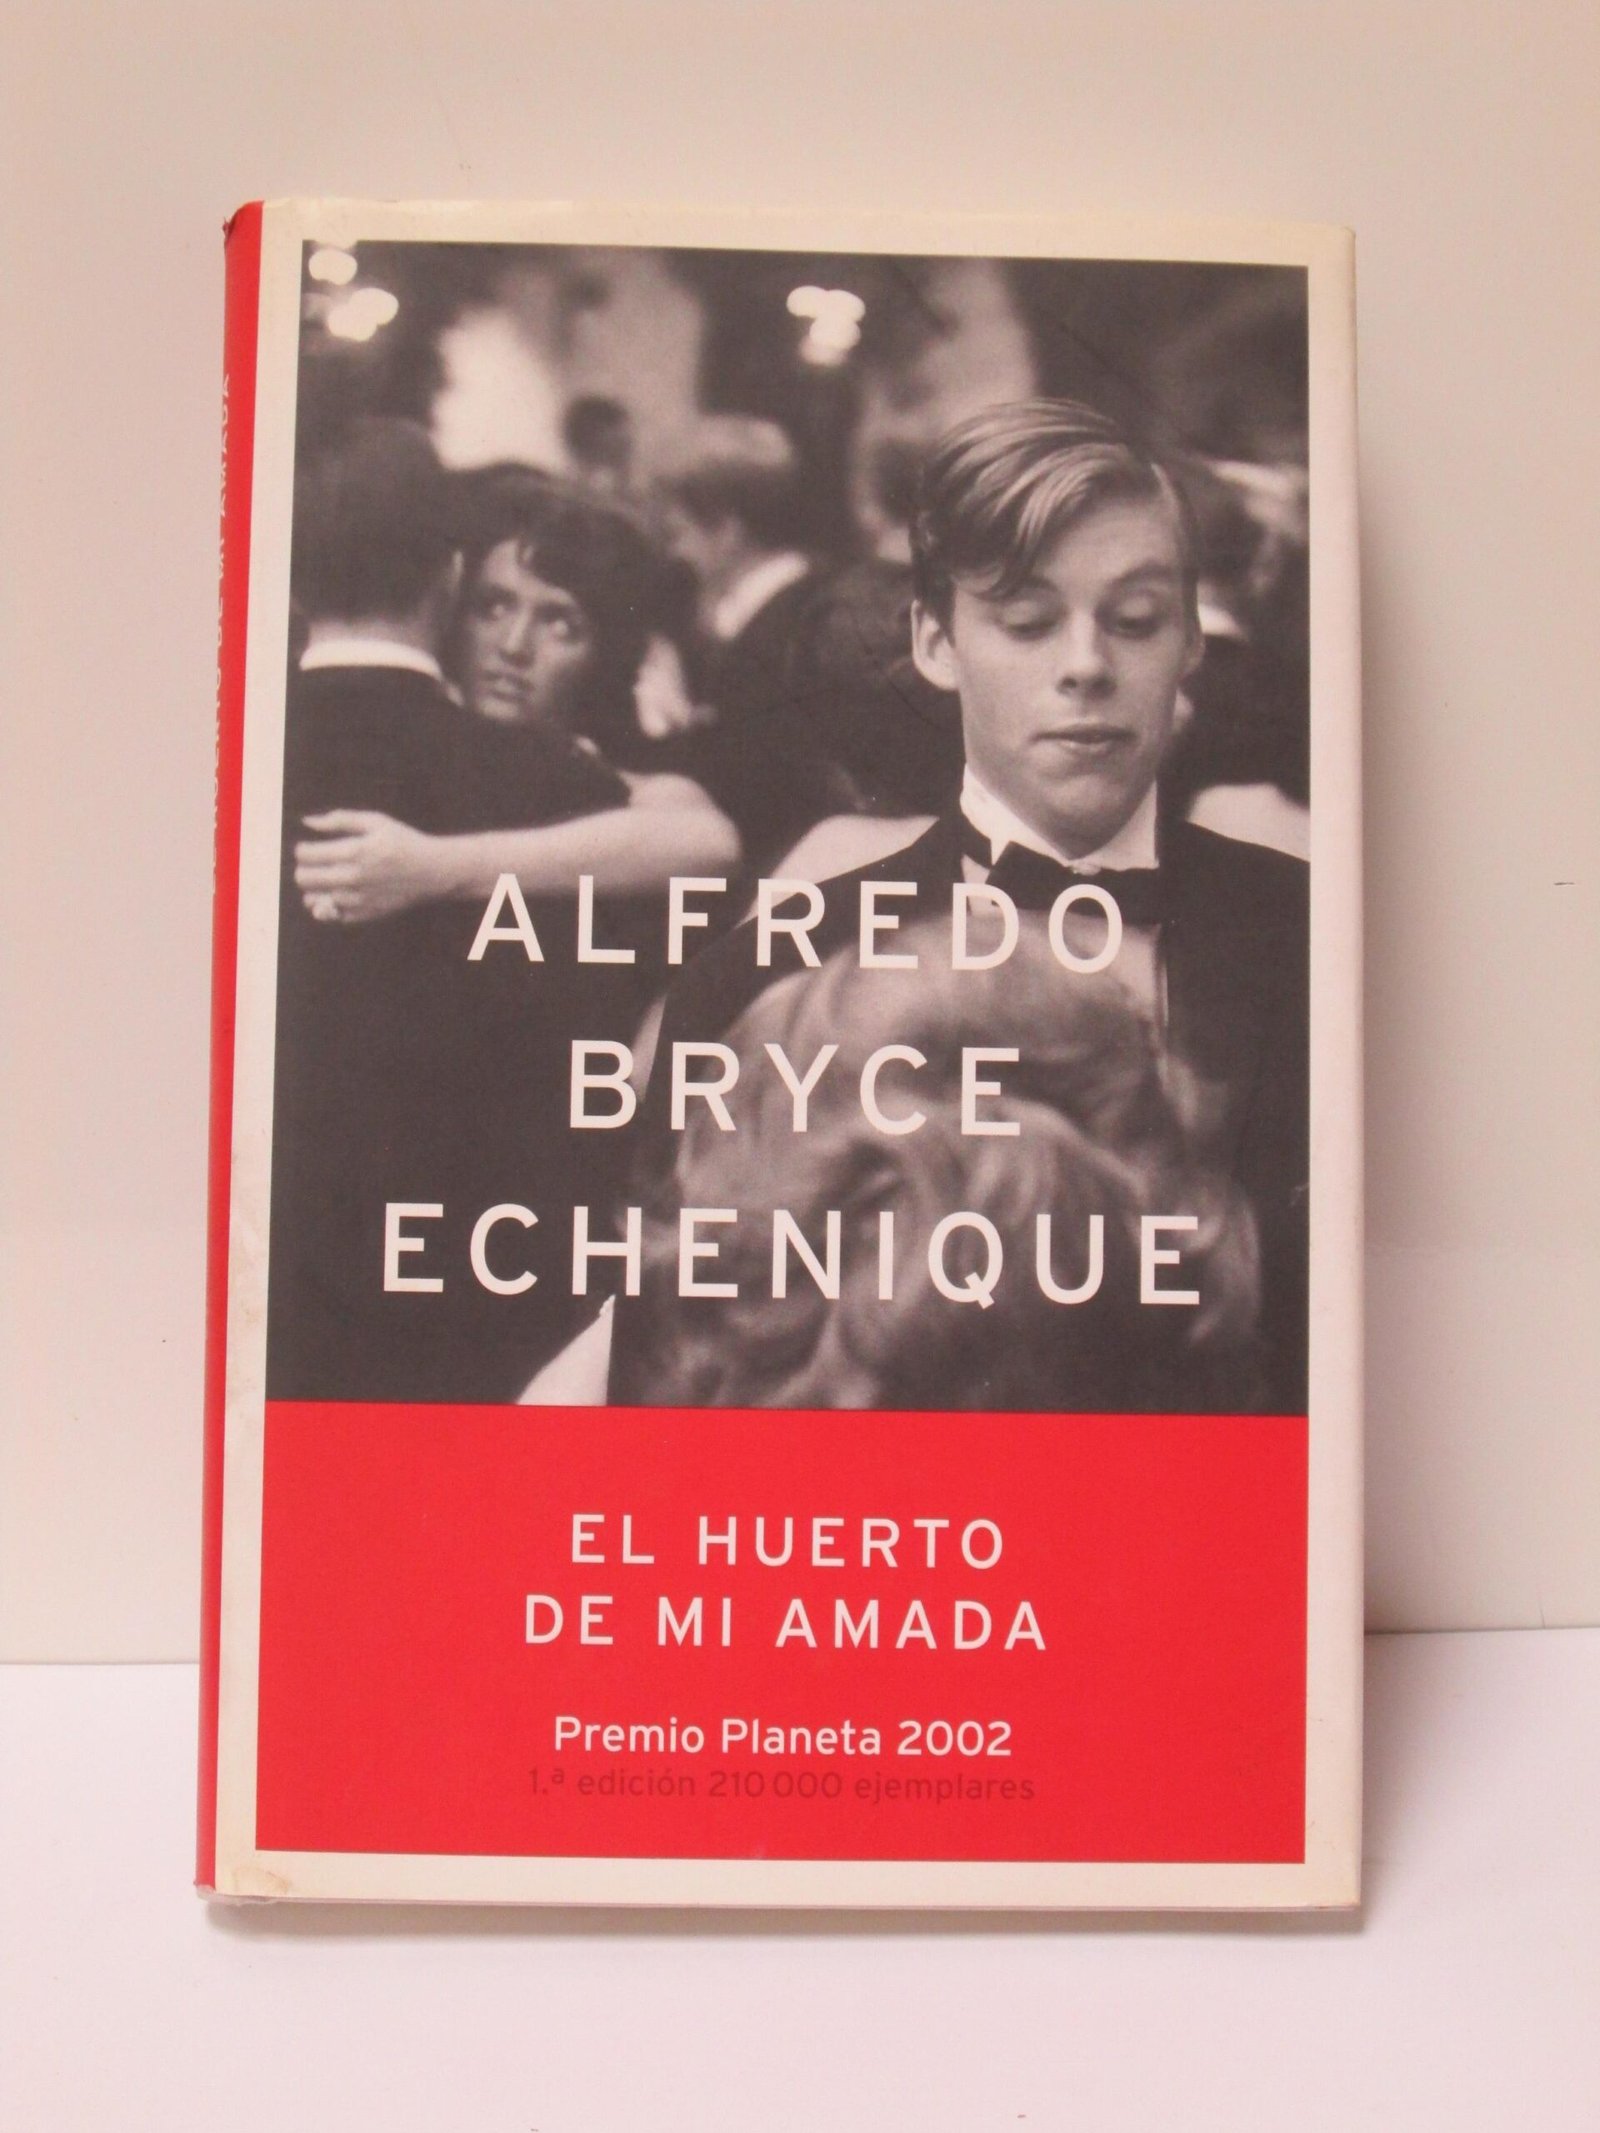 ALFREDO
BRYCE
ECHENIQUE
EL HUERTO
DE MI AMADA
Premio Planeta 2002
1.ª edición 210 000 ejemplares